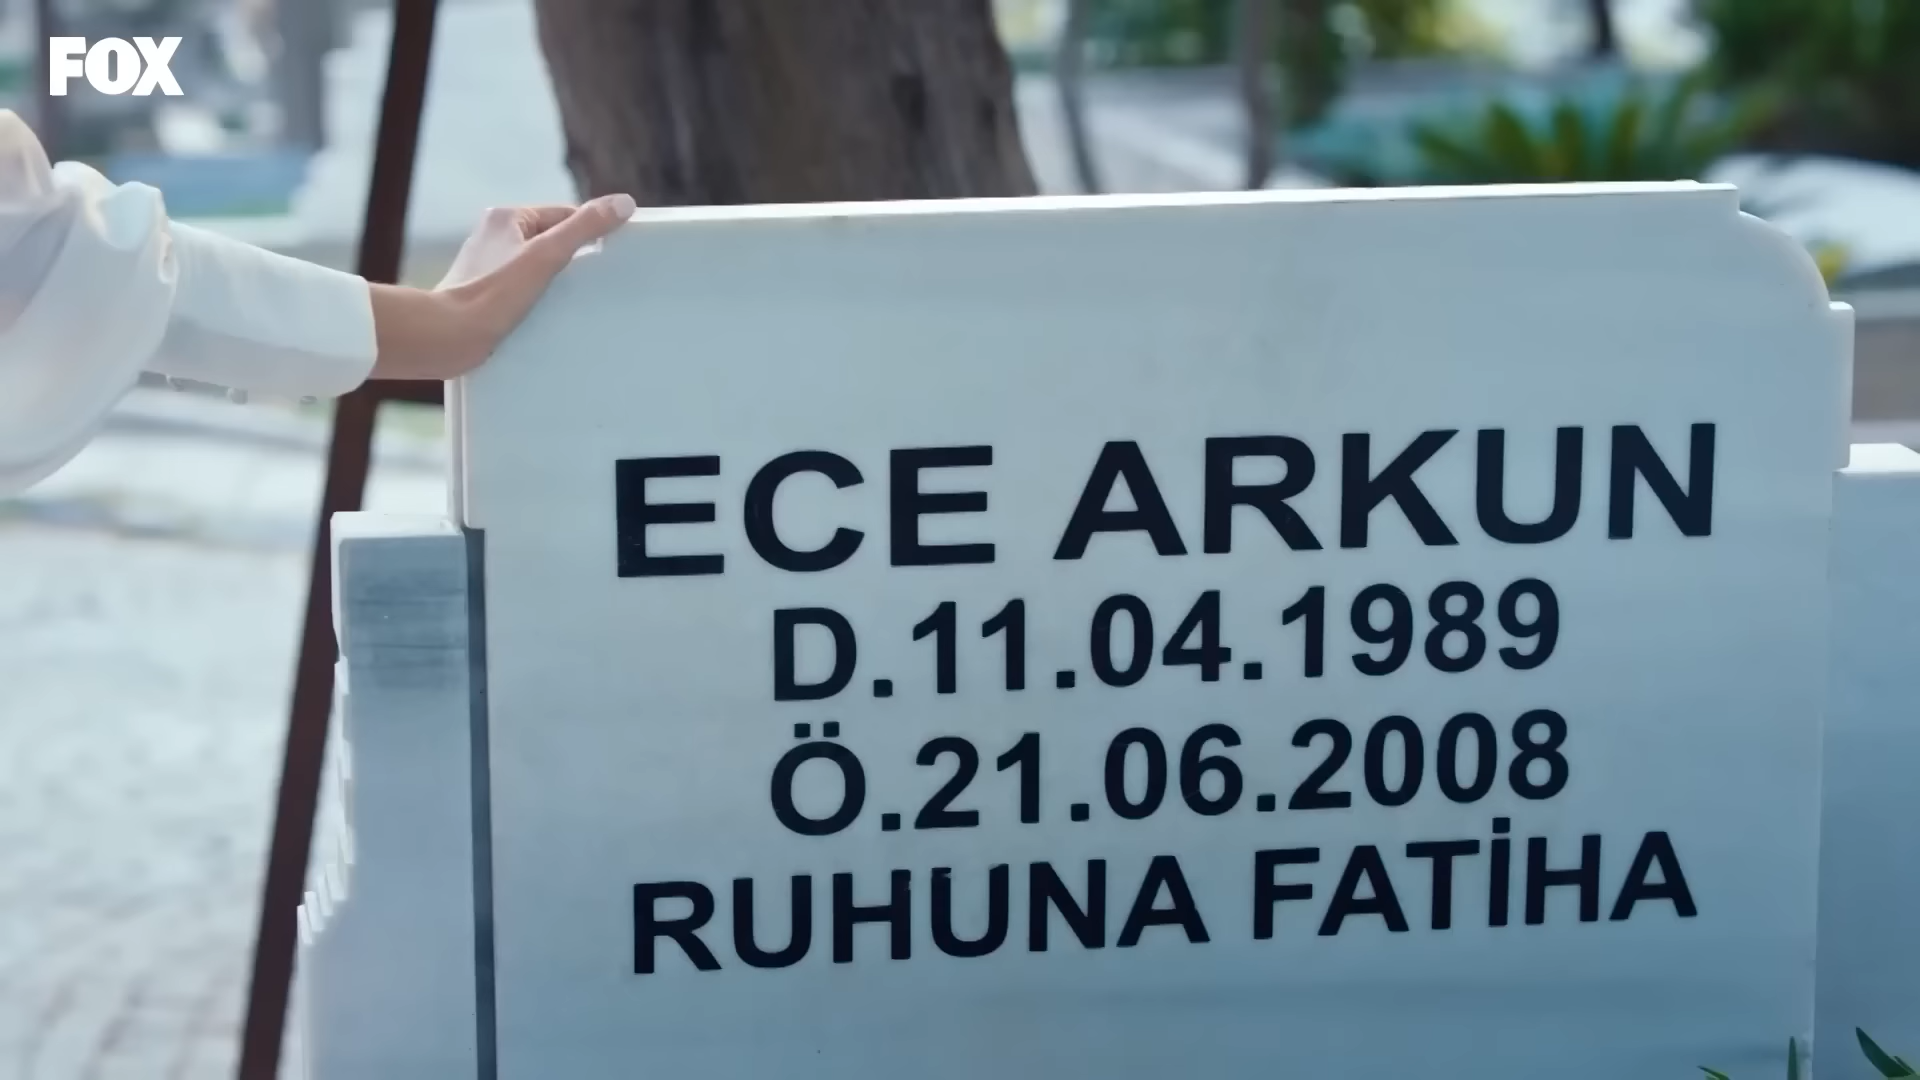 FOX
ECE ARKUN
D.11.04.1989
Ö.21.06.2008
RUHUNA FATİHA